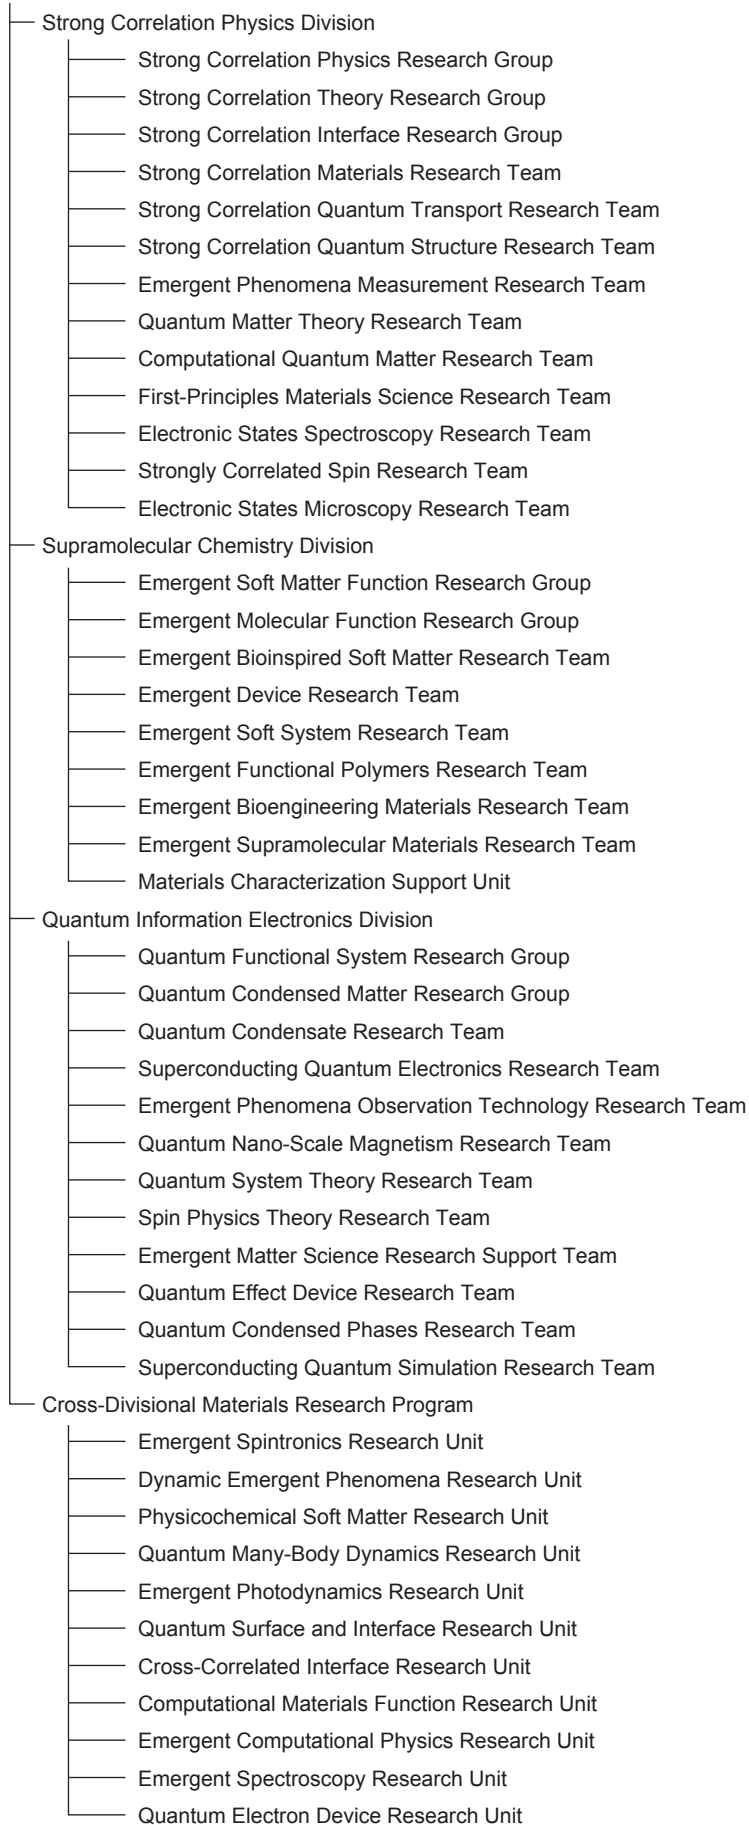 Strong Correlation Physics Division
Strong Correlation Physics Research Group
Strong Correlation Theory Research Group
Strong Correlation Interface Research Group
Strong Correlation Materials Research Team
Strong Correlation Quantum Transport Research Team
Strong Correlation Quantum Structure Research Team
Emergent Phenomena Measurement Research Team
Quantum Matter Theory Research Team
Computational Quantum Matter Research Team
First-Principles Materials Science Research Team
Electronic States Spectroscopy Research Team
Strongly Correlated Spin Research Team
Electronic States Microscopy Research Team
Supramolecular Chemistry Division
Emergent Soft Matter Function Research Group
Emergent Molecular Function Research Group
Emergent Bioinspired Soft Matter Research Team
Emergent Device Research Team
Emergent Soft System Research Team
Emergent Functional Polymers Research Team
Emergent Bioengineering Materials Research Team
Emergent Supramolecular Materials Research Team
Materials Characterization Support Unit
Quantum Information Electronics Division
Quantum Functional System Research Group
Quantum Condensed Matter Research Group
Quantum Condensate Research Team
Superconducting Quantum Electronics Research Team
Emergent Phenomena Observation Technology Research Team
Quantum Nano-Scale Magnetism Research Team
Quantum System Theory Research Team
Spin Physics Theory Research Team
Emergent Matter Science Research Support Team
Quantum Effect Device Research Team
Quantum Condensed Phases Research Team
Superconducting Quantum Simulation Research Team
Cross-Divisional Materials Research Program
Emergent Spintronics Research Unit
Dynamic Emergent Phenomena Research Unit
Physicochemical Soft Matter Research Unit
Quantum Many-Body Dynamics Research Unit
Emergent Photodynamics Research Unit
Quantum Surface and Interface Research Unit
Cross-Correlated Interface Research Unit
Computational Materials Function Research Unit
Emergent Computational Physics Research Unit
Emergent Spectroscopy Research Unit
Quantum Electron Device Research Unit